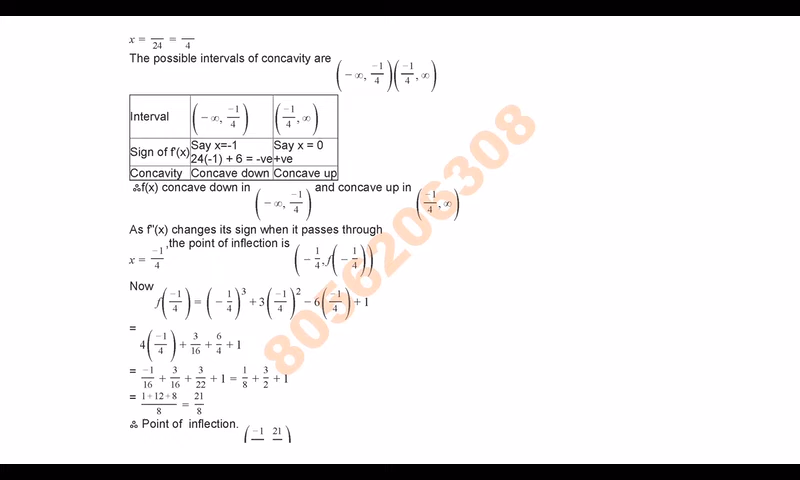 x = — = —
24 4
The possible intervals of concavity are (−∞, −1/4)(−1/4, ∞)
Interval (−∞, −1/4) (−1/4, ∞)
Sign of f'(x) Say x=-1 Say x = 0
24(-1) + 6 = -ve +ve
Concavity Concave down Concave up
∴f(x) concave down in (−∞, −1/4) and concave up in (−1/4, ∞)
As f"(x) changes its sign when it passes through
x = −1/4 ,the point of inflection is (−1/4, f(−1/4))
Now
f(−1/4) = (−1/4)³ + 3(−1/4)² − 6(−1/4) + 1
=
4(−1/4) + 3/16 + 6/4 + 1
= −1/16 + 3/16 + 3/22 + 1 = 1/8 + 3/2 + 1
= 1+12+8/8 = 21/8
∴ Point of inflection. (−1 21)
8056206308